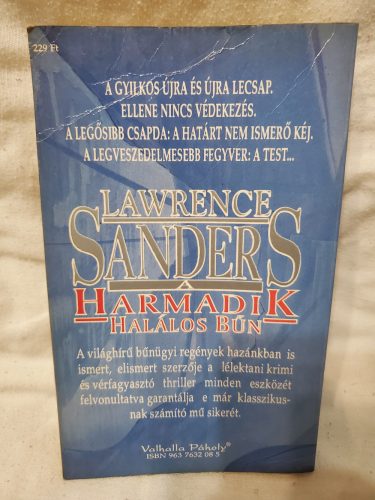 229 Ft
A GYILKOS ÚJRA ÉS ÚJRA LECSAP.
ELLENE NINCS VÉDEKEZÉS.
A LEGŐSIBB CSAPDA: A HATÁRT NEM ISMERŐ KÉJ.
A LEGVESZEDELMESEBB FEGYVER: A TEST...
LAWRENCE
SANDERS
A
HARMADIK
HALÁLOS BŰN
A világhírű bűnügyi regények hazánkban is
ismert, elismert szerzője a lélektani krimi
és vérfagyasztó thriller minden eszközét
felvonultatva garantálja e már klasszikus-
nak számító mű sikerét.
Valhalla Páholy®
ISBN 963 7632 08 5